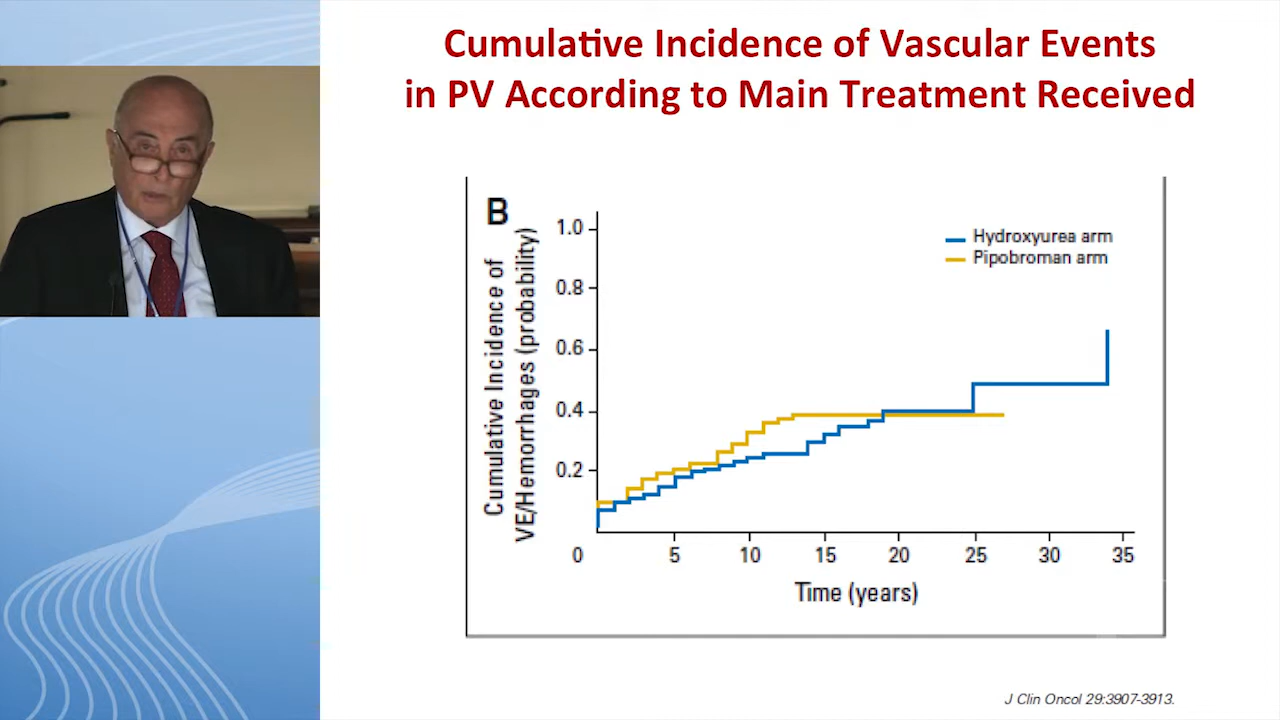 Cumulative Incidence of Vascular Events
in PV According to Main Treatment Received
B
Cumulative Incidence of
VE/Hemorrhages (probability)
1.0
0.8
0.6
0.4
0.2
Hydroxyurea arm
Pipobroman arm
0 5 10 15 20 25 30 35
Time (years)
J Clin Oncol 29:3907-3913.